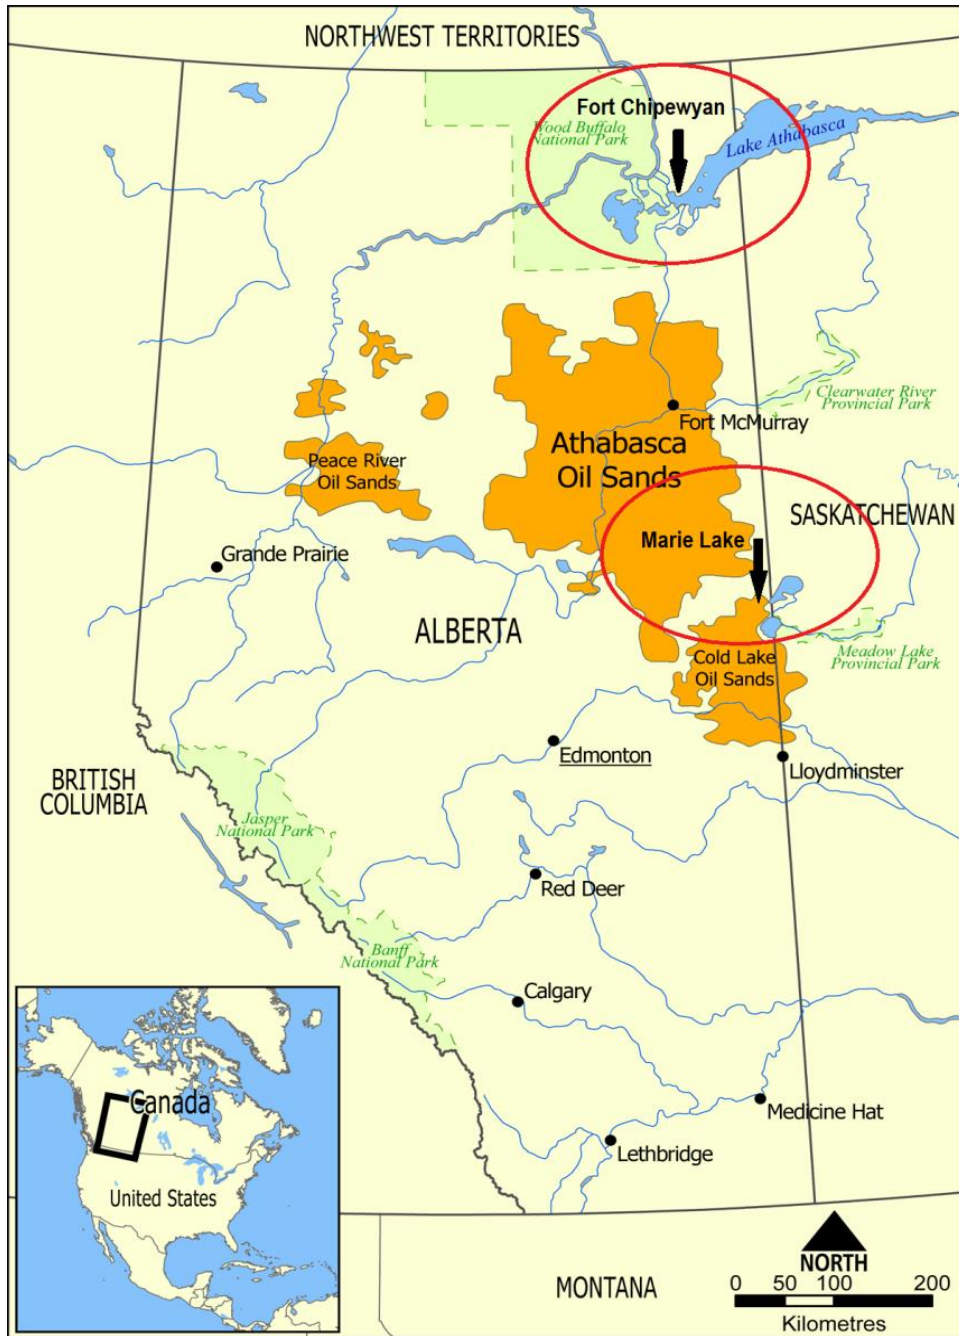 NORTHWEST TERRITORIES
Fort Chipewyan
Wood Buffalo
National Park
Lake Athabasca
Clearwater River
Provincial Park
Fort McMurray
Athabasca
Oil Sands
Peace River
Oil Sands
SASKATCHEWAN
Marie Lake
Grande Prairie
ALBERTA
Meadow Lake
Provincial Park
Cold Lake
Oil Sands
Edmonton
Lloydminster
BRITISH
COLUMBIA
Jasper
National Park
Red Deer
Banff
National Park
Calgary
Medicine Hat
Lethbridge
Canada
United States
MONTANA
NORTH
0 50 100 200
Kilometres